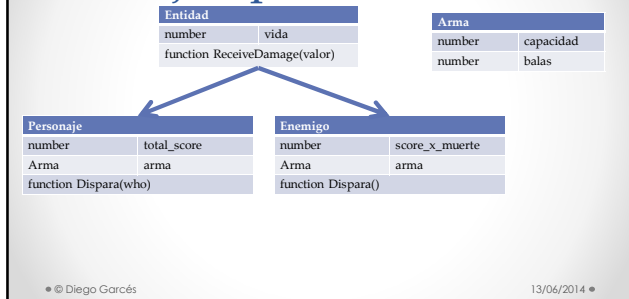 Entidad
number vida
function ReceiveDamage(valor)
Arma
number capacidad
number balas
Personaje
number total_score
Arma arma
function Dispara(who)
Enemigo
number score_x_muerte
Arma arma
function Dispara()
© Diego Garcés
13/06/2014